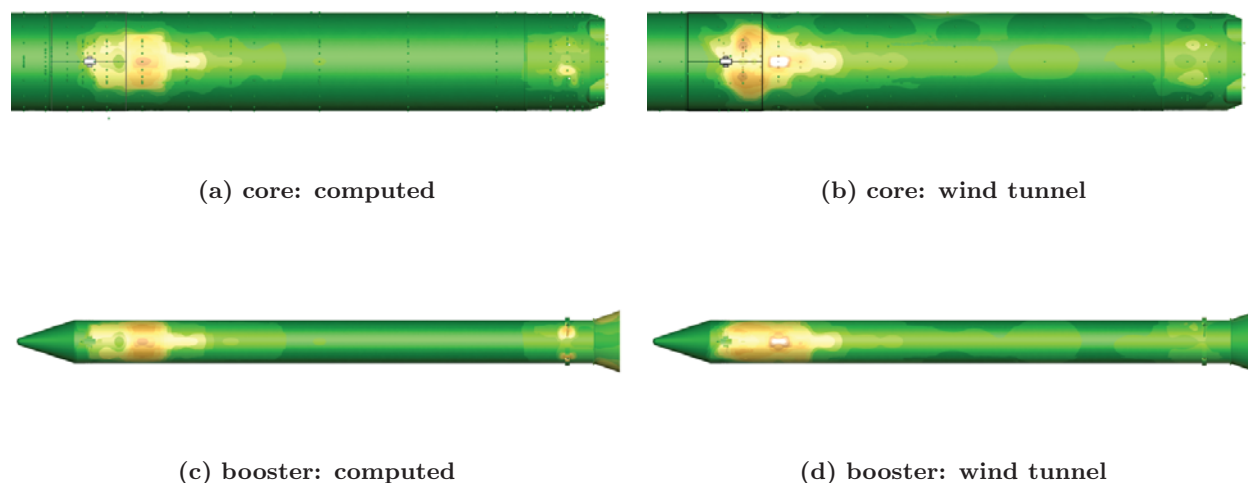 (a) core: computed
(b) core: wind tunnel
(c) booster: computed
(d) booster: wind tunnel